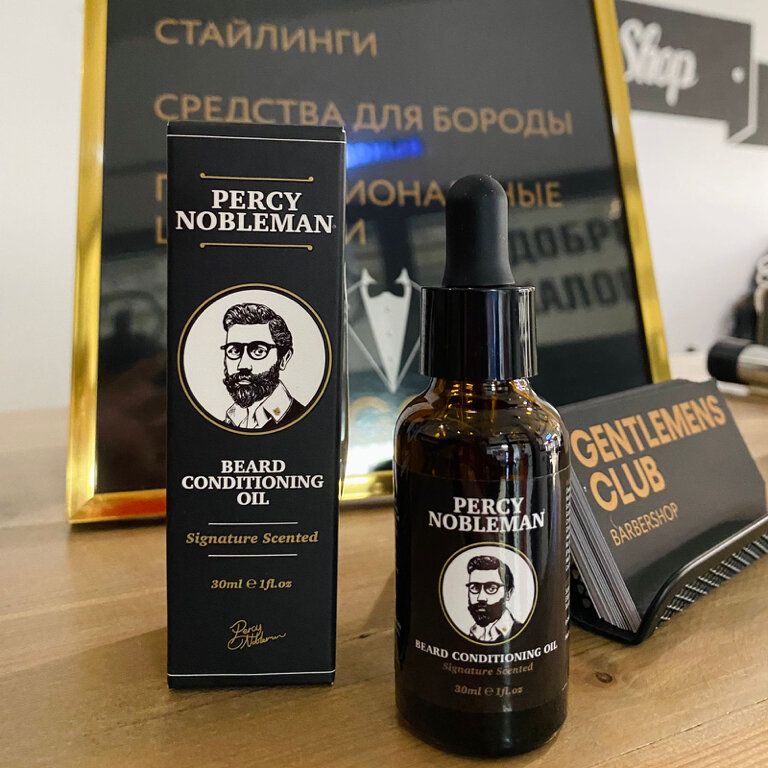 СТАЙЛИНГИ
СРЕДСТВА ДЛЯ БОРОДЫ
Shop
PERCY
NOBLEMAN
BEARD
CONDITIONING
OIL
Signature Scented
30ml ℮ 1fl.oz
Percy
Nobleman
PERCY
NOBLEMAN
BEARD CONDITIONING OIL
Signature Scented
30ml ℮ 1fl.oz
GENTLEMENS
CLUB
BARBERSHOP